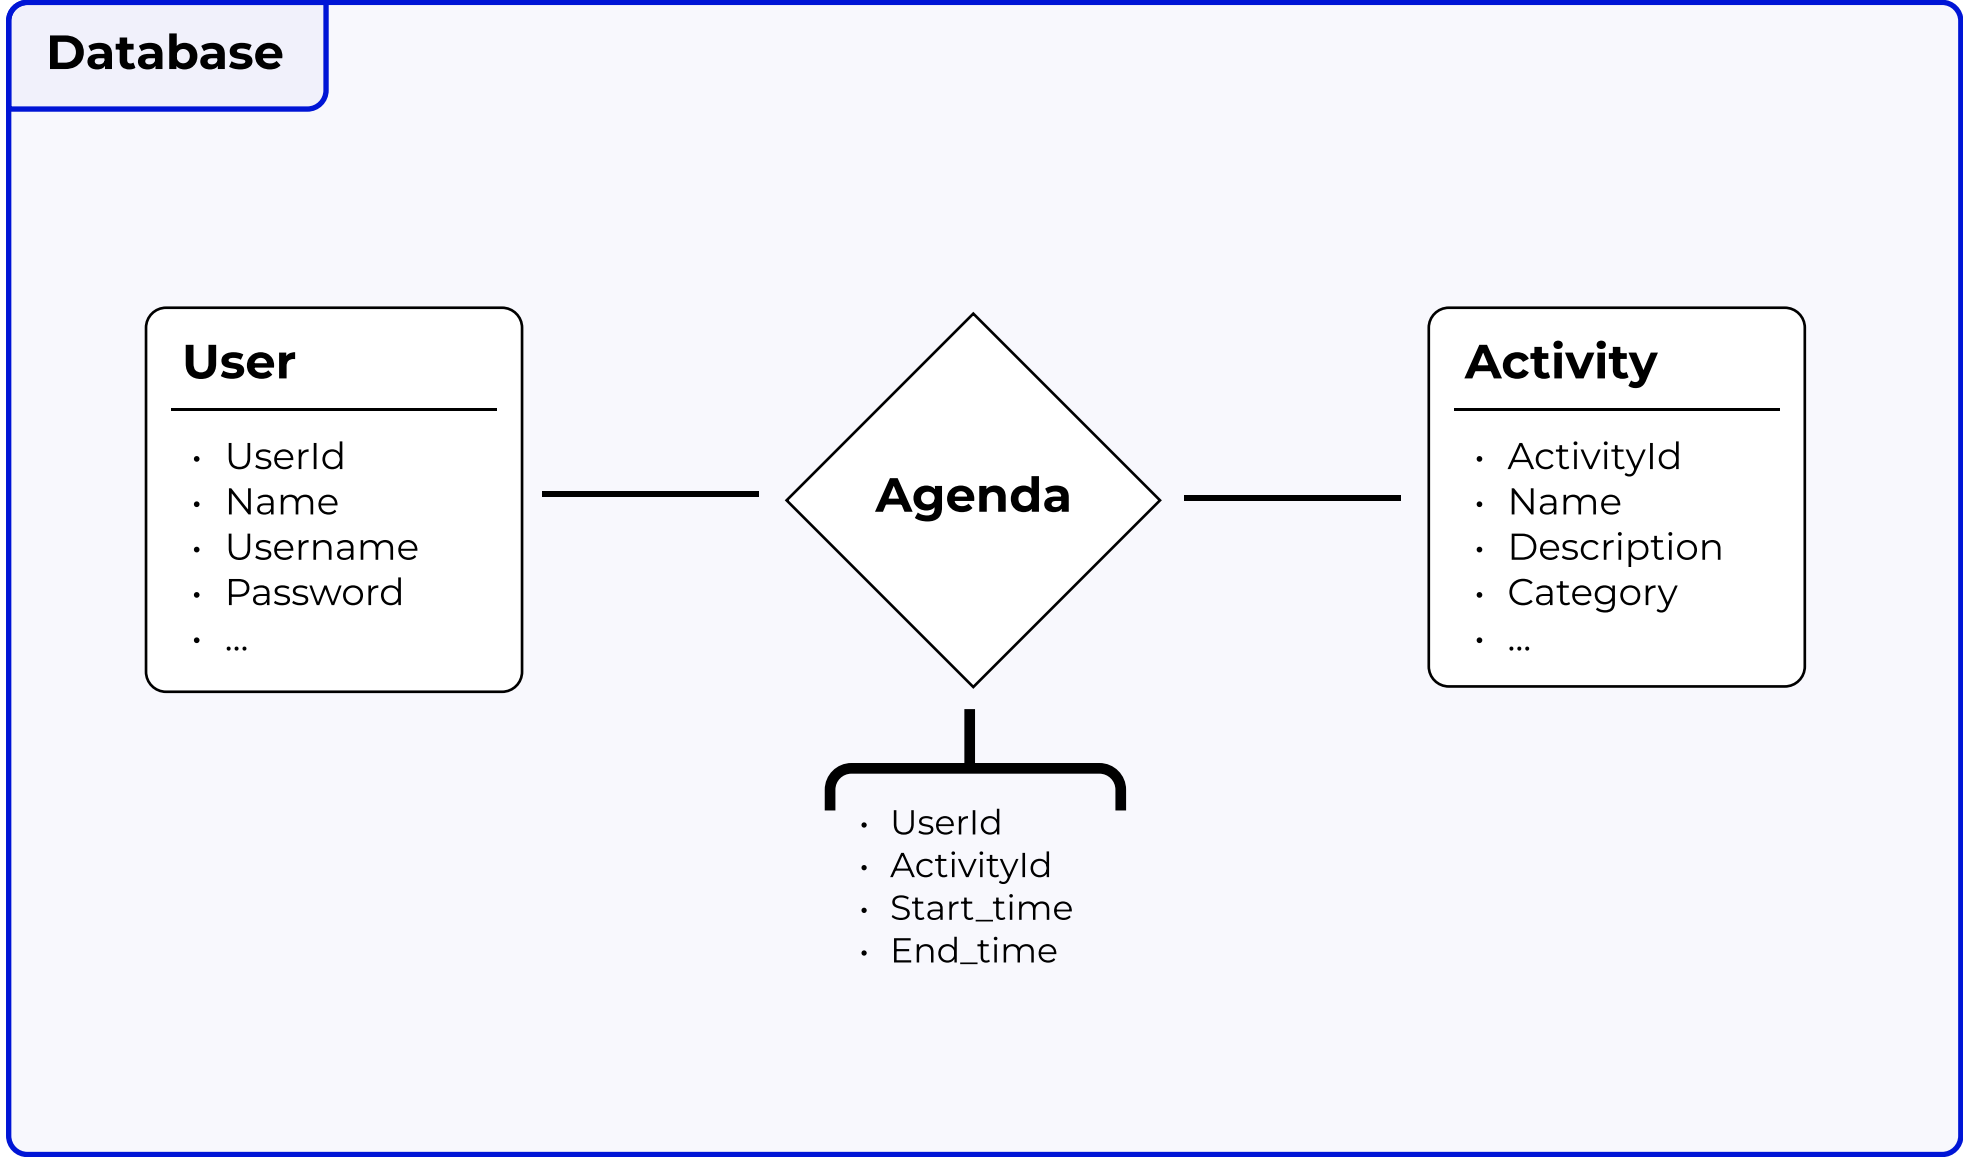 Database
User
• UserId
• Name
• Username
• Password
• ...
Agenda
• UserId
• ActivityId
• Start_time
• End_time
Activity
• ActivityId
• Name
• Description
• Category
• ...